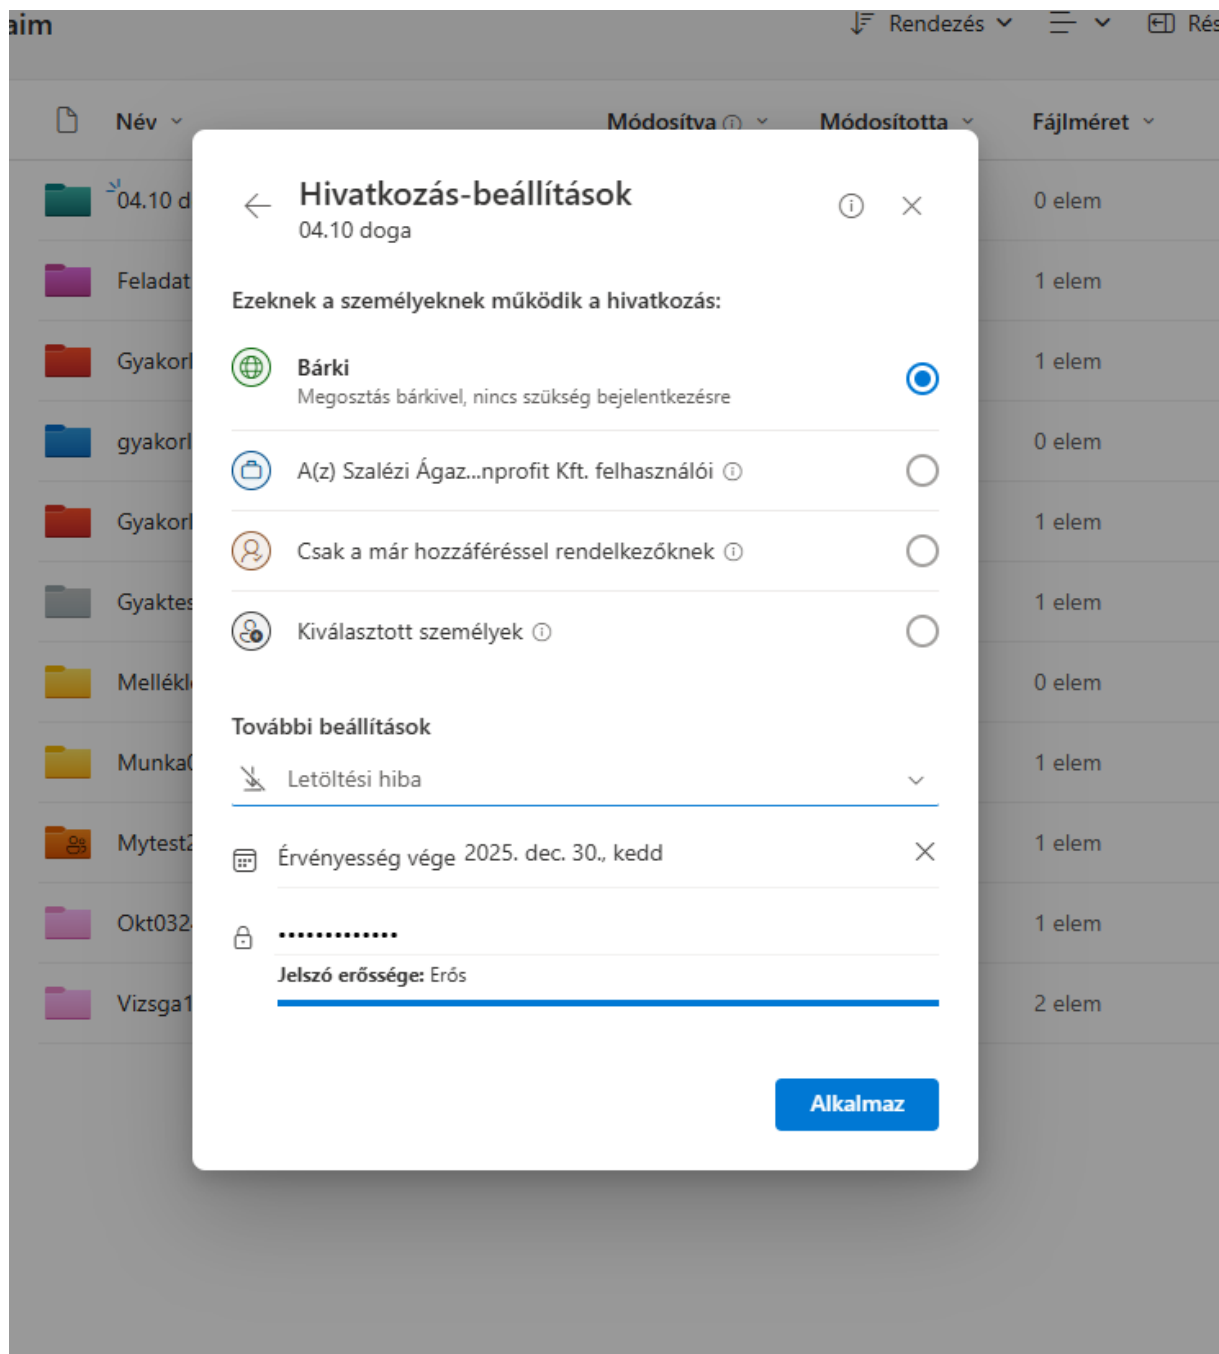 aim
Rendezés
Név
Módosítva
Módosította
Fájlméret
04.10 d
0 elem
Hivatkozás-beállítások
04.10 doga
Feladat
1 elem
Ezeknek a személyeknek működik a hivatkozás:
Gyakorl
1 elem
Bárki
Megosztás bárkivel, nincs szükség bejelentkezésre
gyakorl
0 elem
A(z) Szalézi Ágaz...nprofit Kft. felhasználói
Gyakorl
1 elem
Csak a már hozzáféréssel rendelkezőknek
Gyaktes
1 elem
Kiválasztott személyek
Mellékl
0 elem
További beállítások
Munka
1 elem
Letöltési hiba
Mytest2
1 elem
Érvényesség vége 2025. dec. 30., kedd
Okt032
1 elem
•••••••••••••
Jelszó erőssége: Erős
Vizsga1
2 elem
Alkalmaz